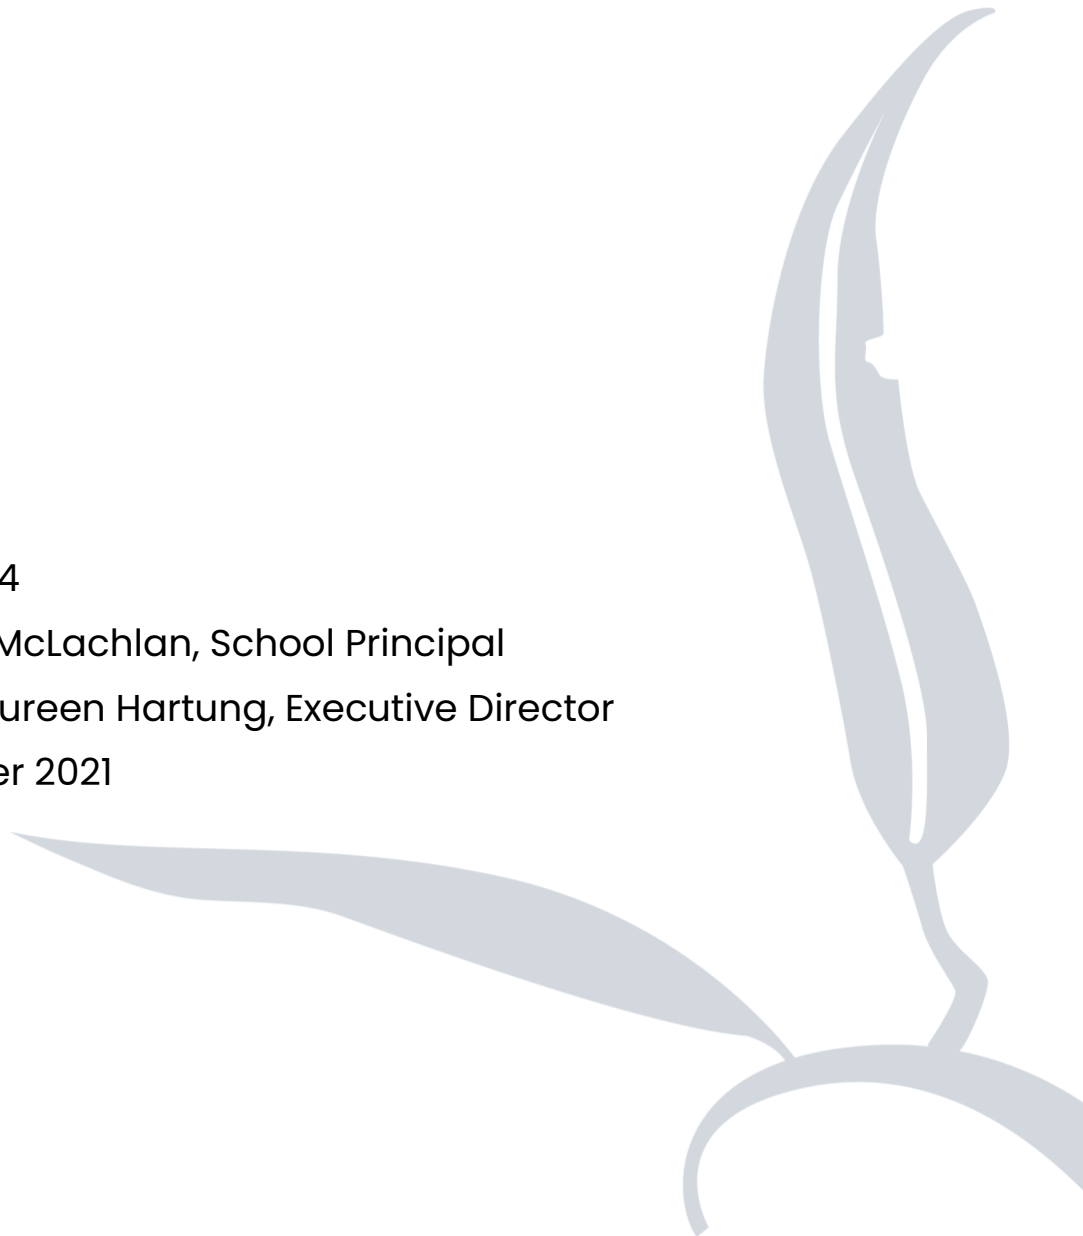 4
McLachlan, School Principal
ureen Hartung, Executive Director
er 2021